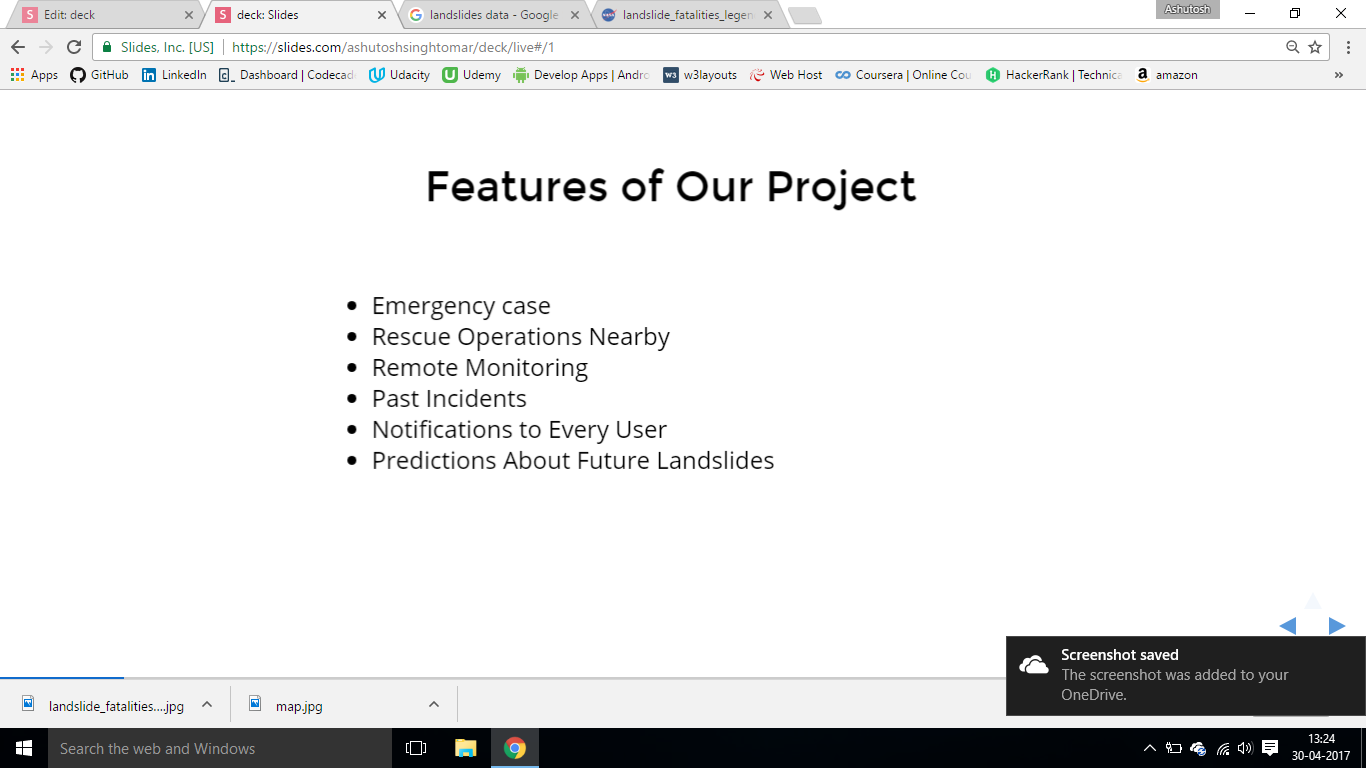 Edit: deck
deck: Slides
landslides data - Google
landslide_fatalities_legen
Ashutosh
Slides, Inc. [US]
https://slides.com/ashutoshsinghtomar/deck/live#/1
Apps
GitHub
LinkedIn
Dashboard | Codecad
Udacity
Udemy
Develop Apps | Andro
w3layouts
Web Host
Coursera | Online Cou
HackerRank | Technica
amazon
Features of Our Project
Emergency case
Rescue Operations Nearby
Remote Monitoring
Past Incidents
Notifications to Every User
Predictions About Future Landslides
Screenshot saved
The screenshot was added to your
OneDrive.
landslide_fatalities....jpg
map.jpg
Search the web and Windows
13:24
30-04-2017